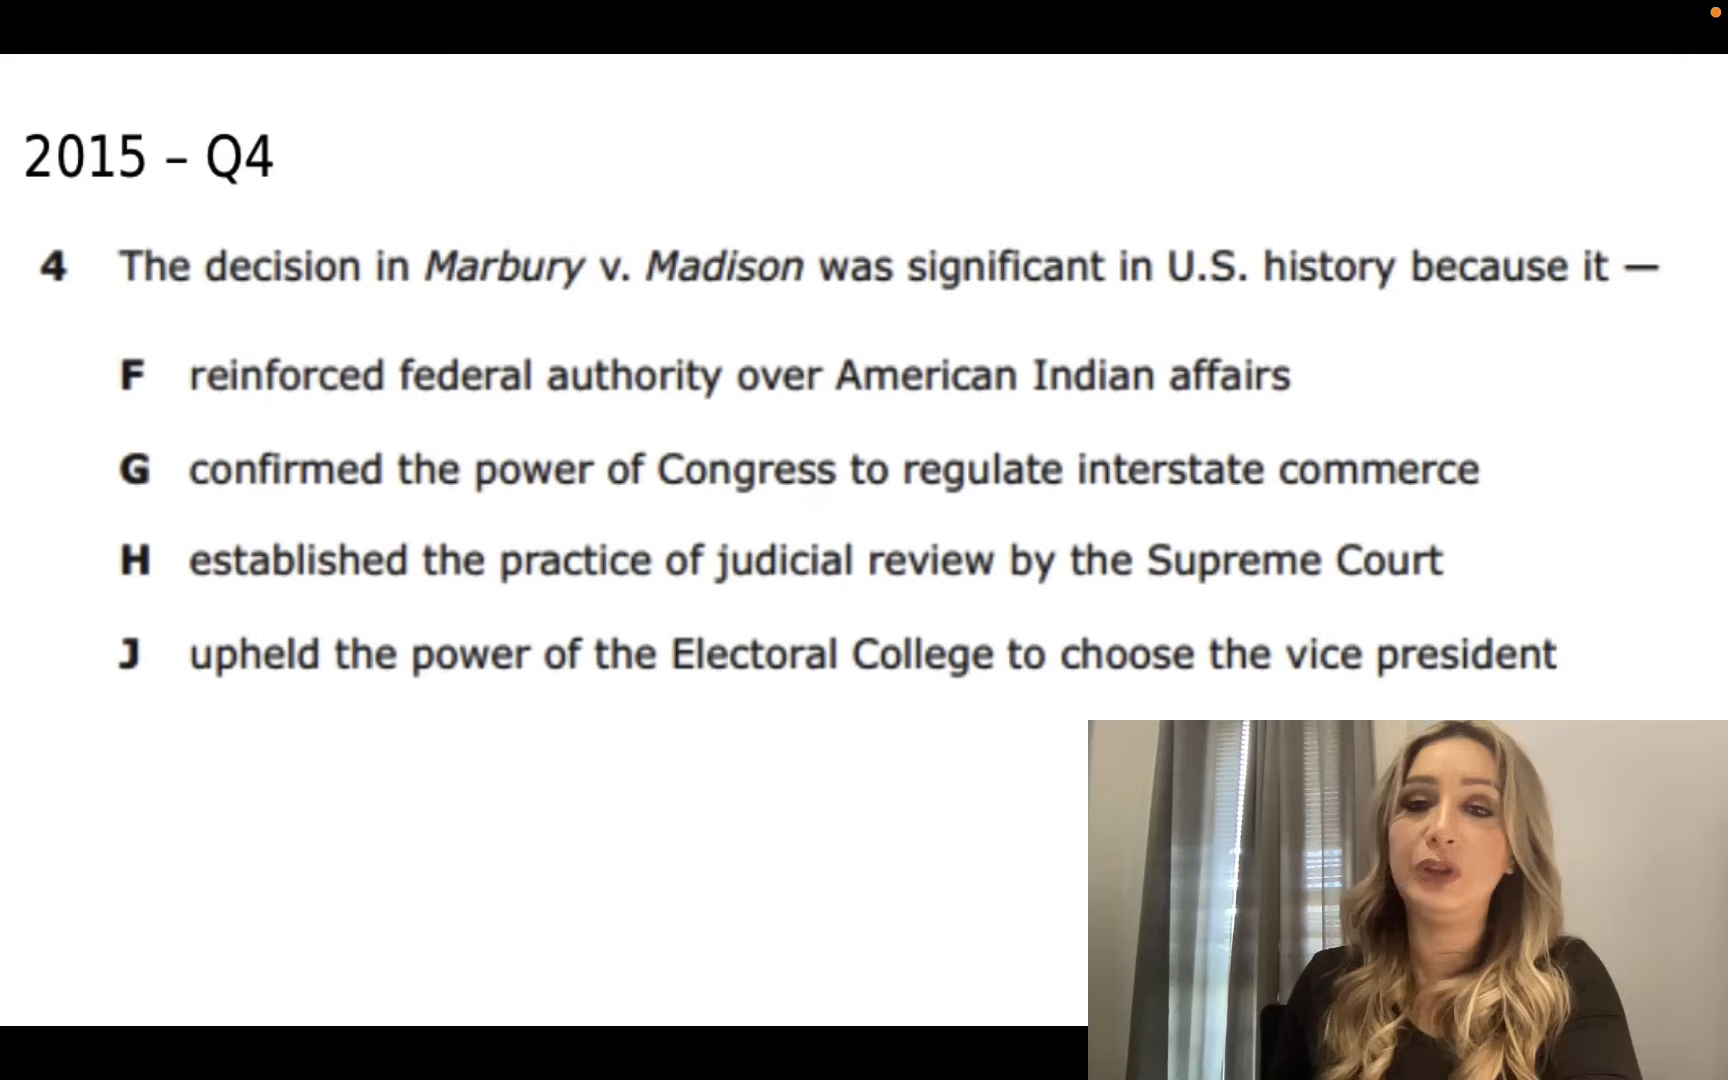 2015 – Q4
4 The decision in Marbury v. Madison was significant in U.S. history because it —
F reinforced federal authority over American Indian affairs
G confirmed the power of Congress to regulate interstate commerce
H established the practice of judicial review by the Supreme Court
J upheld the power of the Electoral College to choose the vice president